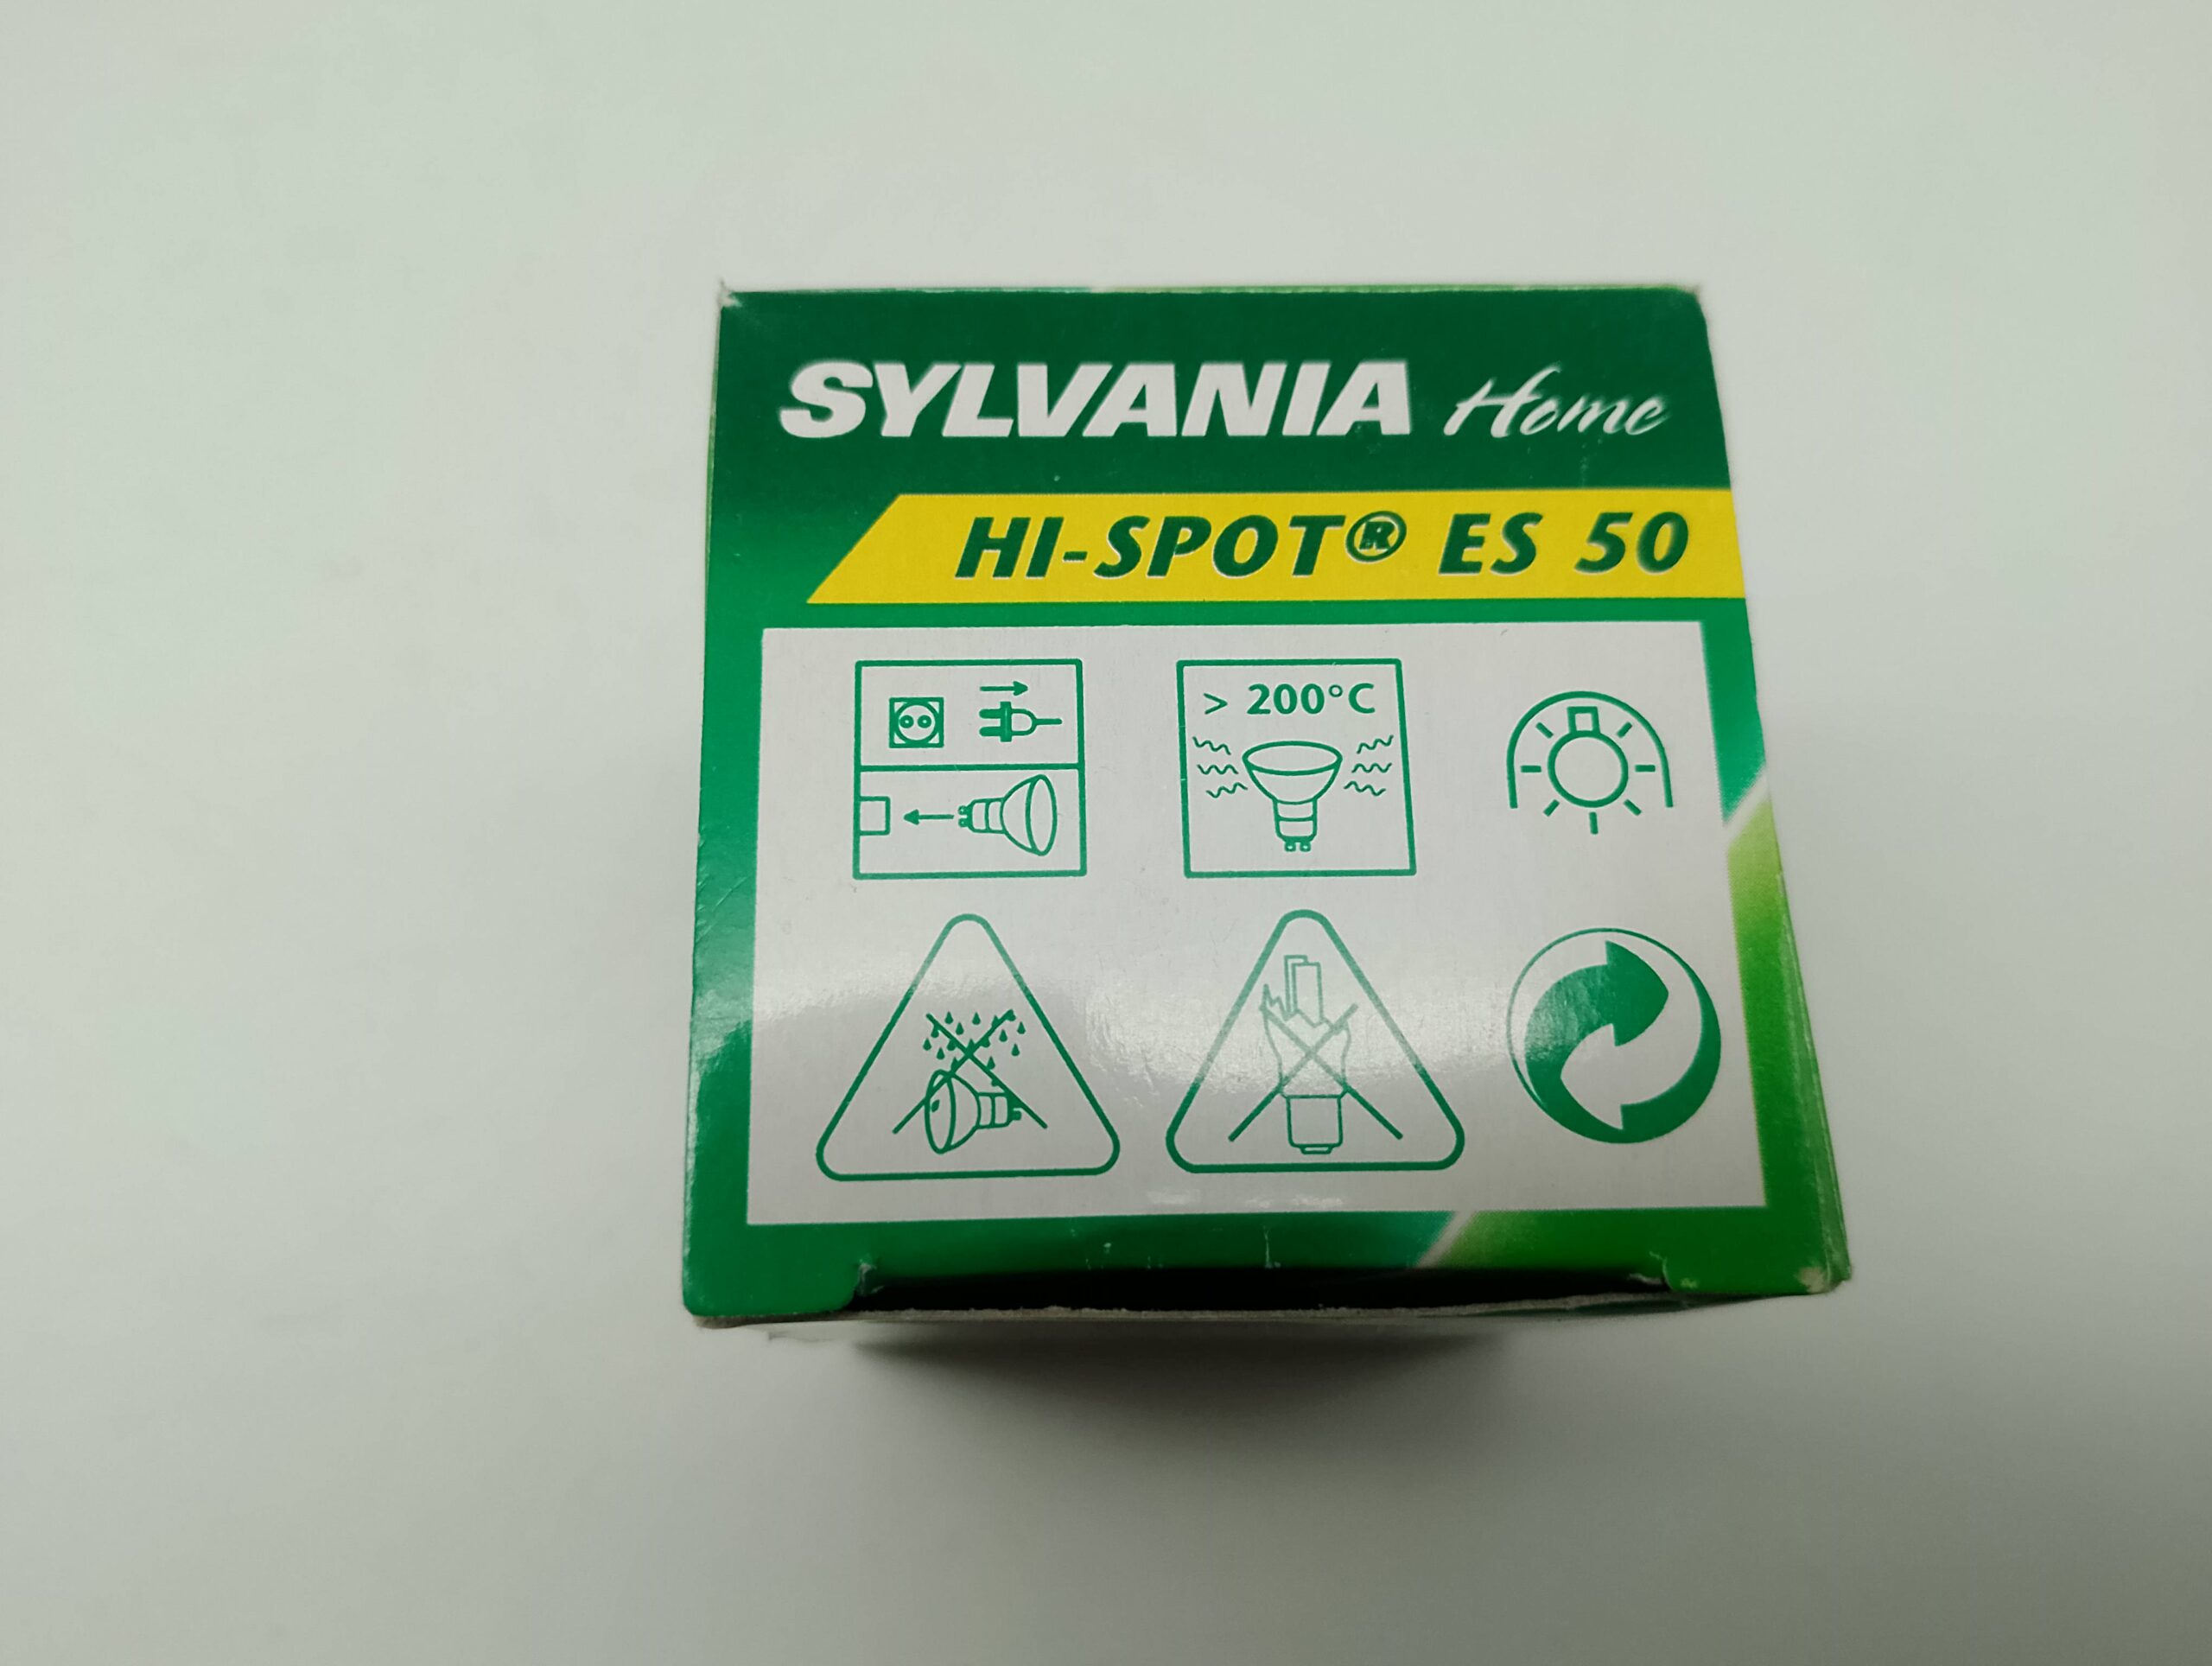 SYLVANIA Home
HI-SPOT® ES 50
> 200°C